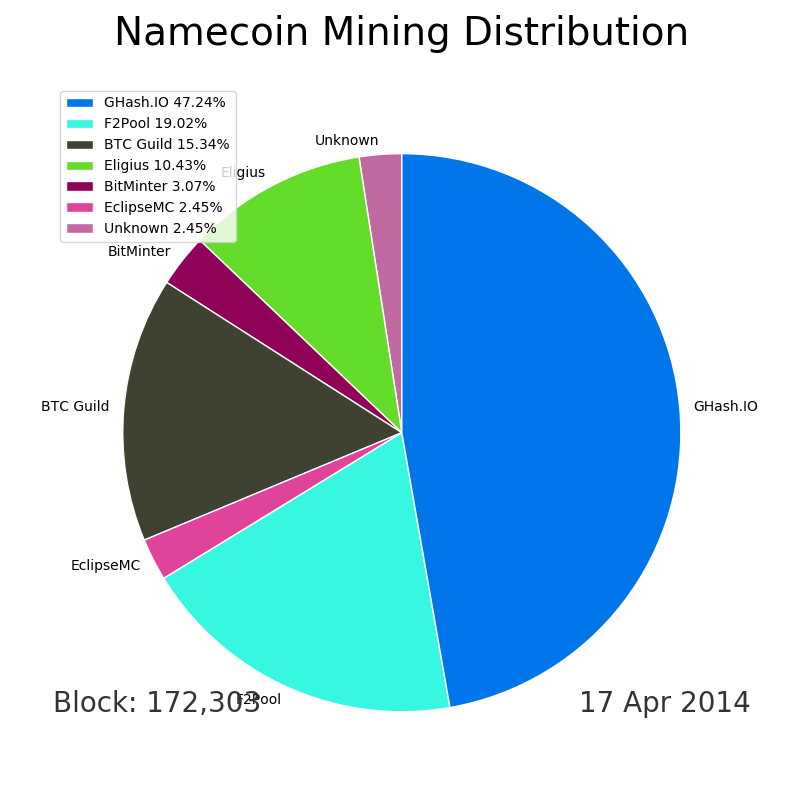 Namecoin Mining Distribution
GHash.IO 47.24%
F2Pool 19.02%
BTC Guild 15.34%
Eligius 10.43%
BitMinter 3.07%
EclipseMC 2.45%
Unknown 2.45%
Unknown
Eligius
BitMinter
BTC Guild
GHash.IO
EclipseMC
F2Pool
Block: 172,303
17 Apr 2014